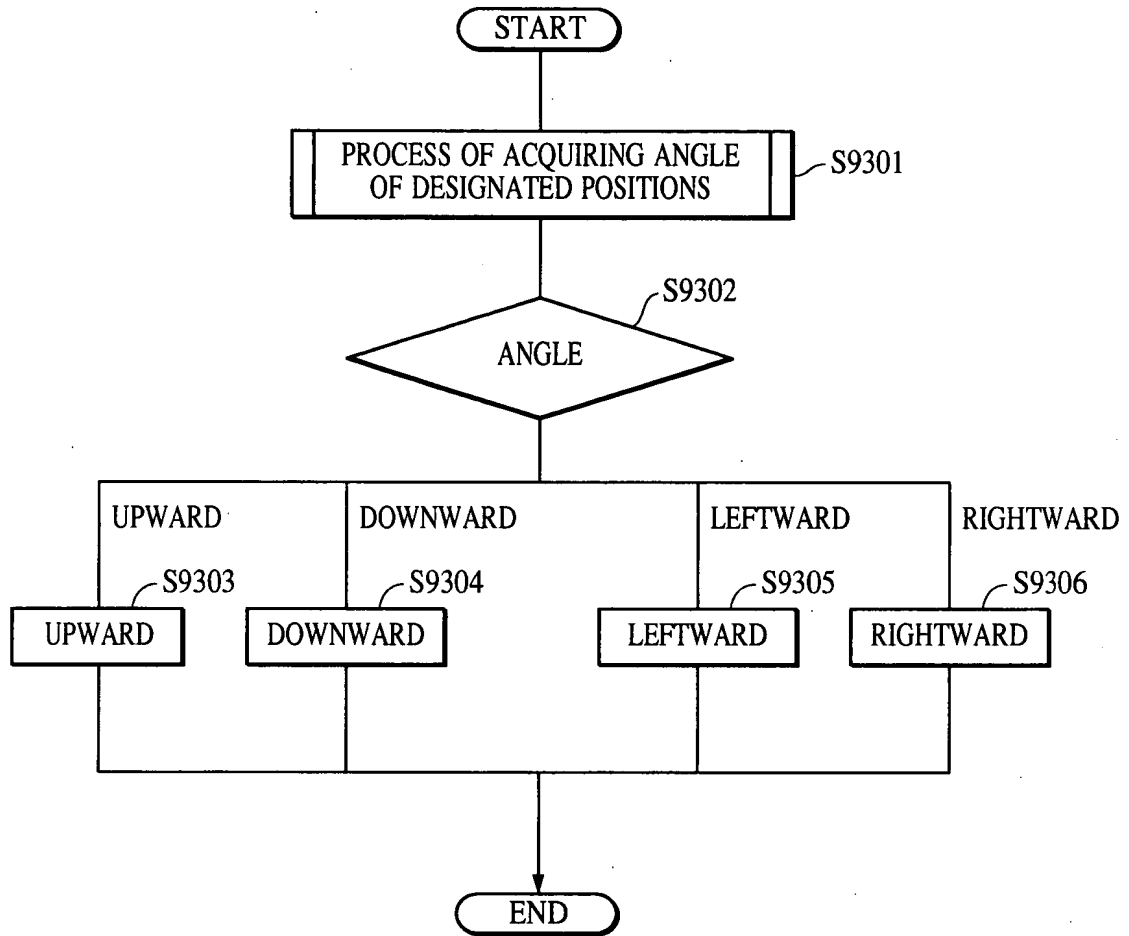 START
PROCESS OF ACQUIRING ANGLE
OF DESIGNATED POSITIONS
S9301
S9302
ANGLE
UPWARD
DOWNWARD
LEFTWARD
RIGHTWARD
S9303
S9304
S9305
S9306
UPWARD
DOWNWARD
LEFTWARD
RIGHTWARD
END